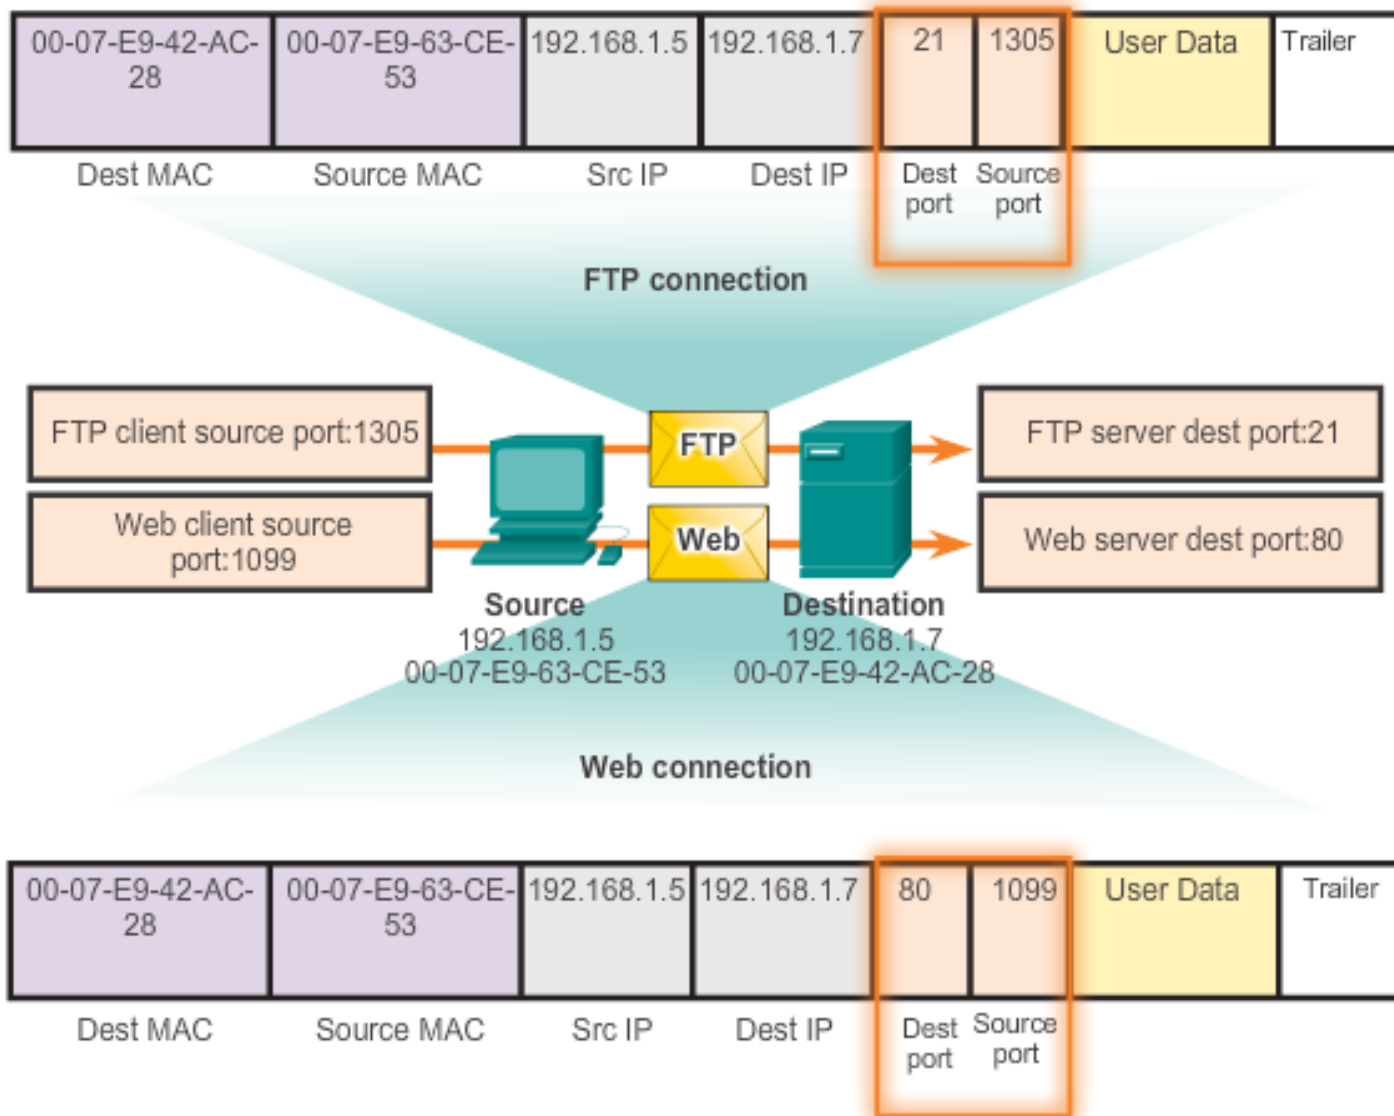 00-07-E9-42-AC-
28
00-07-E9-63-CE-
53
192.168.1.5
192.168.1.7
21
1305
User Data
Trailer
Dest MAC
Source MAC
Src IP
Dest IP
Dest
port
Source
port
FTP connection
FTP client source port:1305
FTP
FTP server dest port:21
Web client source
port:1099
Web
Web server dest port:80
Source
192.168.1.5
00-07-E9-63-CE-53
Destination
192.168.1.7
00-07-E9-42-AC-28
Web connection
00-07-E9-42-AC-
28
00-07-E9-63-CE-
53
192.168.1.5
192.168.1.7
80
1099
User Data
Trailer
Dest MAC
Source MAC
Src IP
Dest IP
Dest
port
Source
port